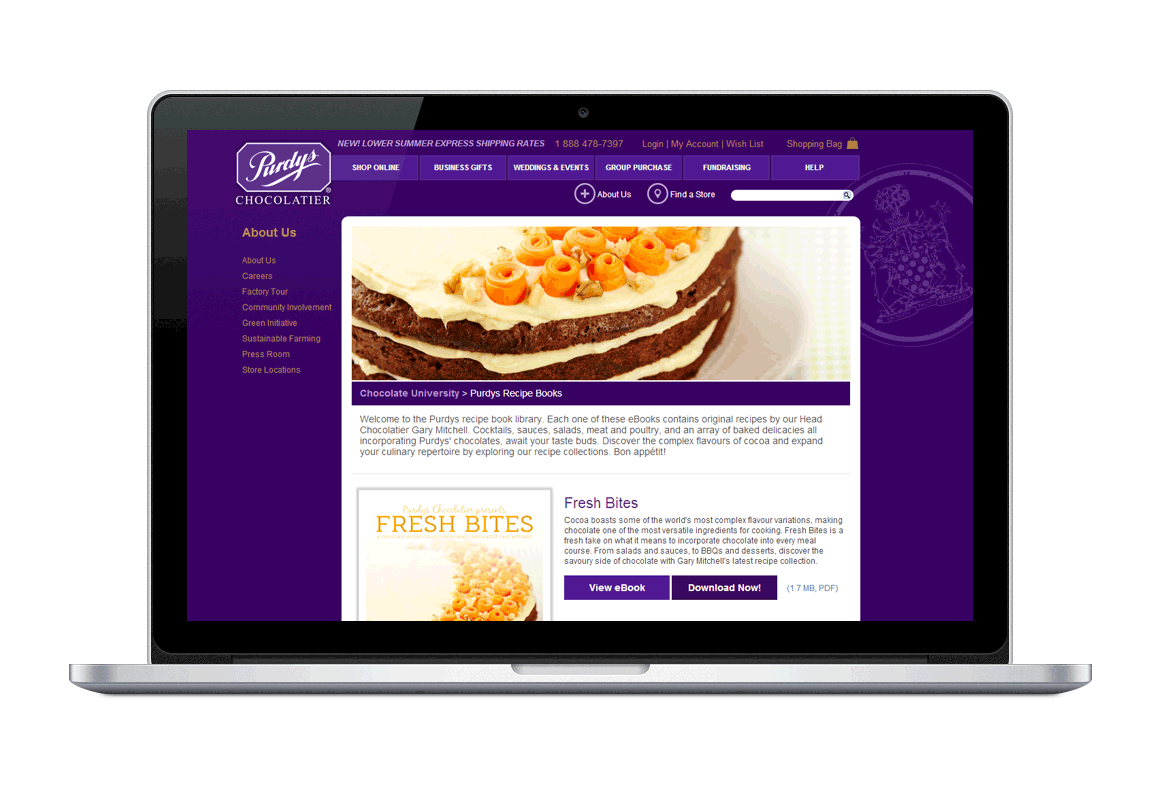 NEW! LOWER SUMMER EXPRESS SHIPPING RATES 1 888 478-7397 Login | My Account | Wish List Shopping Bag
Purdys
CHOCOLATIER
SHOP ONLINE BUSINESS GIFTS WEDDINGS & EVENTS GROUP PURCHASE FUNDRAISING HELP
About Us Find a Store
About Us
About Us
Careers
Factory Tour
Community Involvement
Green Initiative
Sustainable Farming
Press Room
Store Locations
Chocolate University > Purdys Recipe Books
Welcome to the Purdys recipe book library. Each one of these eBooks contains original recipes by our Head
Chocolatier Gary Mitchell. Cocktails, sauces, salads, meat and poultry, and an array of baked delicacies all
incorporating Purdys' chocolates, await your taste buds. Discover the complex flavours of cocoa and expand
your culinary repertoire by exploring our recipe collections. Bon appétit!
Purdys Chocolatier presents
FRESH BITES
Fresh Bites
Cocoa boasts some of the world's most complex flavour variations, making
chocolate one of the most versatile ingredients for cooking. Fresh Bites is a
fresh take on what it means to incorporate chocolate into every meal
course. From salads and sauces, to BBQs and desserts, discover the
savoury side of chocolate with Gary Mitchell's latest recipe collection.
View eBook Download Now! (1.7 MB, PDF)